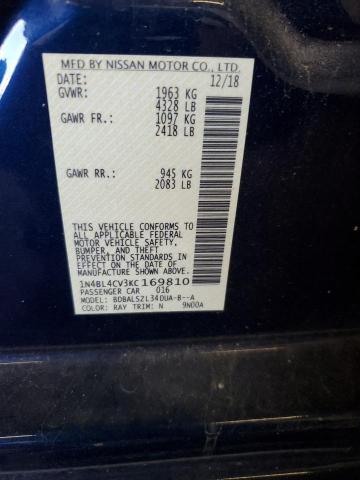 MFD BY NISSAN MOTOR CO., LTD.
DATE: 12/18
GVWR: 1963 KG
4328 LB
GAWR FR.: 1097 KG
2418 LB
GAWR RR.: 945 KG
2083 LB
THIS VEHICLE CONFORMS TO
ALL APPLICABLE FEDERAL
MOTOR VEHICLE SAFETY,
BUMPER, AND THEFT
PREVENTION STANDARDS IN
EFFECT ON THE DATE OF
MANUFACTURE SHOWN ABOVE.
1N4BL4CV3KC169810
PASSENGER CAR 016
MODEL: BDBALSZL34DUA-B--A
COLOR: RAY TRIM: N 9N00A